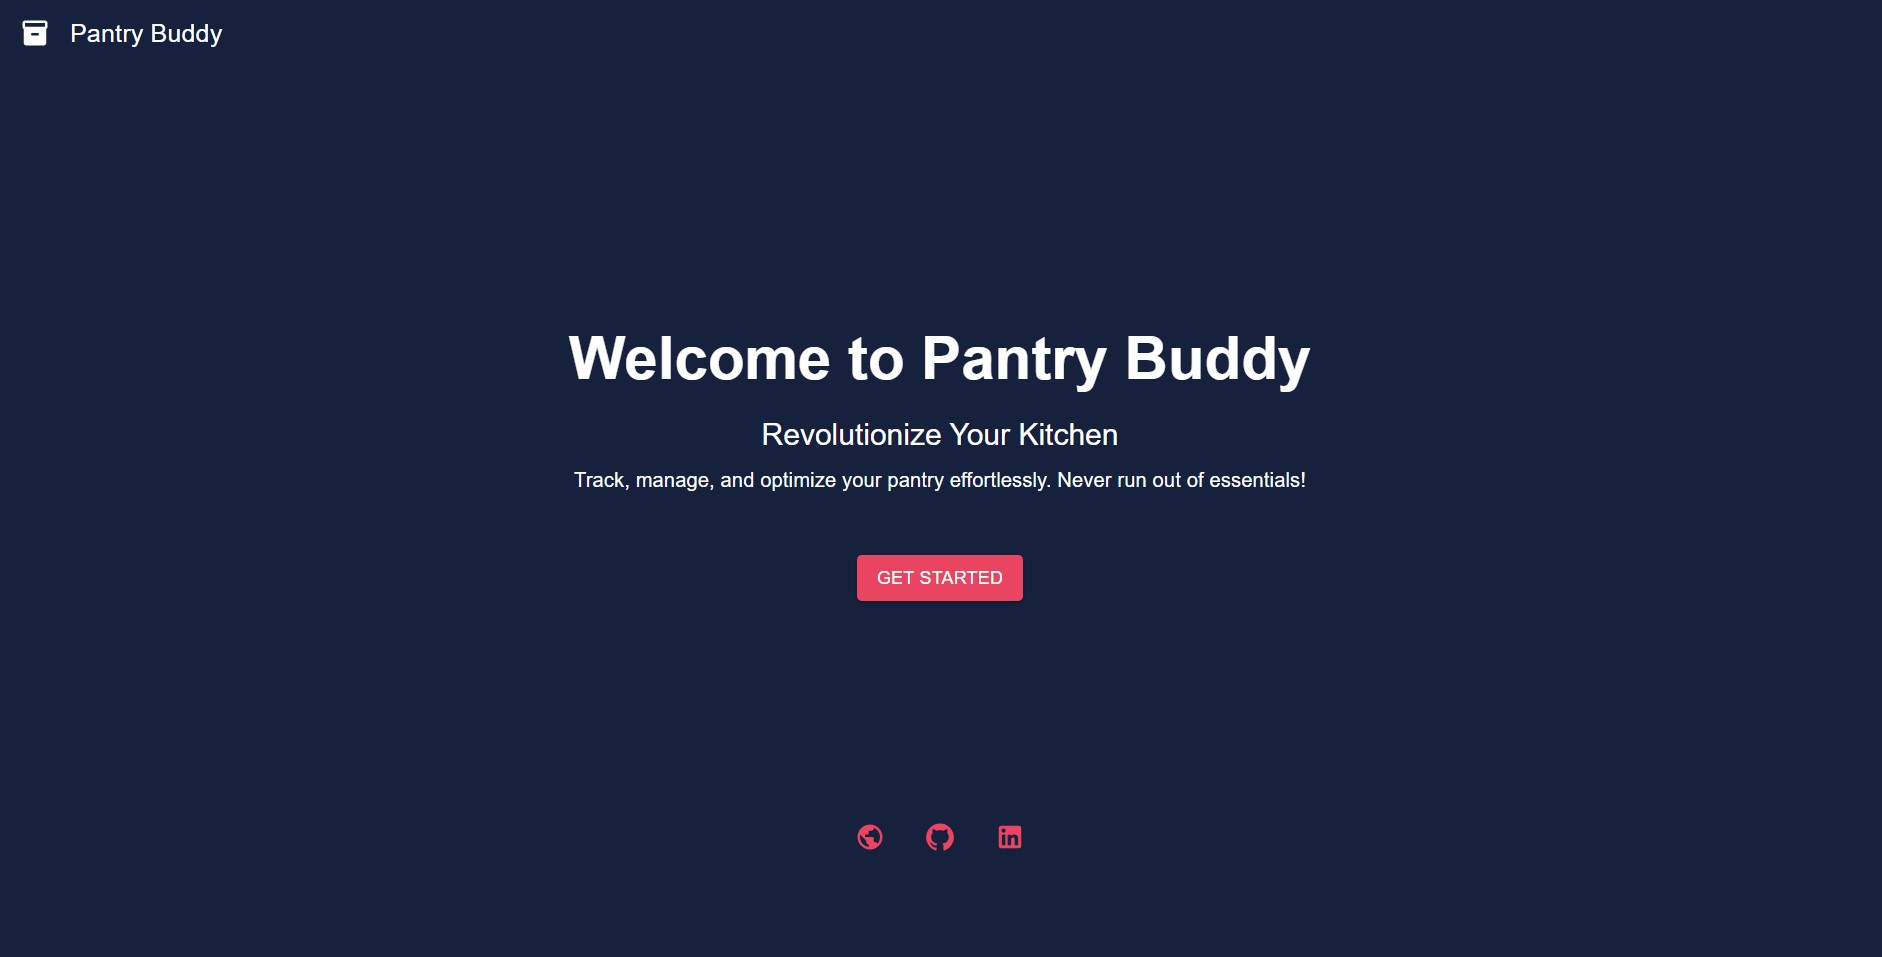 Pantry Buddy
Welcome to Pantry Buddy
Revolutionize Your Kitchen
Track, manage, and optimize your pantry effortlessly. Never run out of essentials!
GET STARTED
in